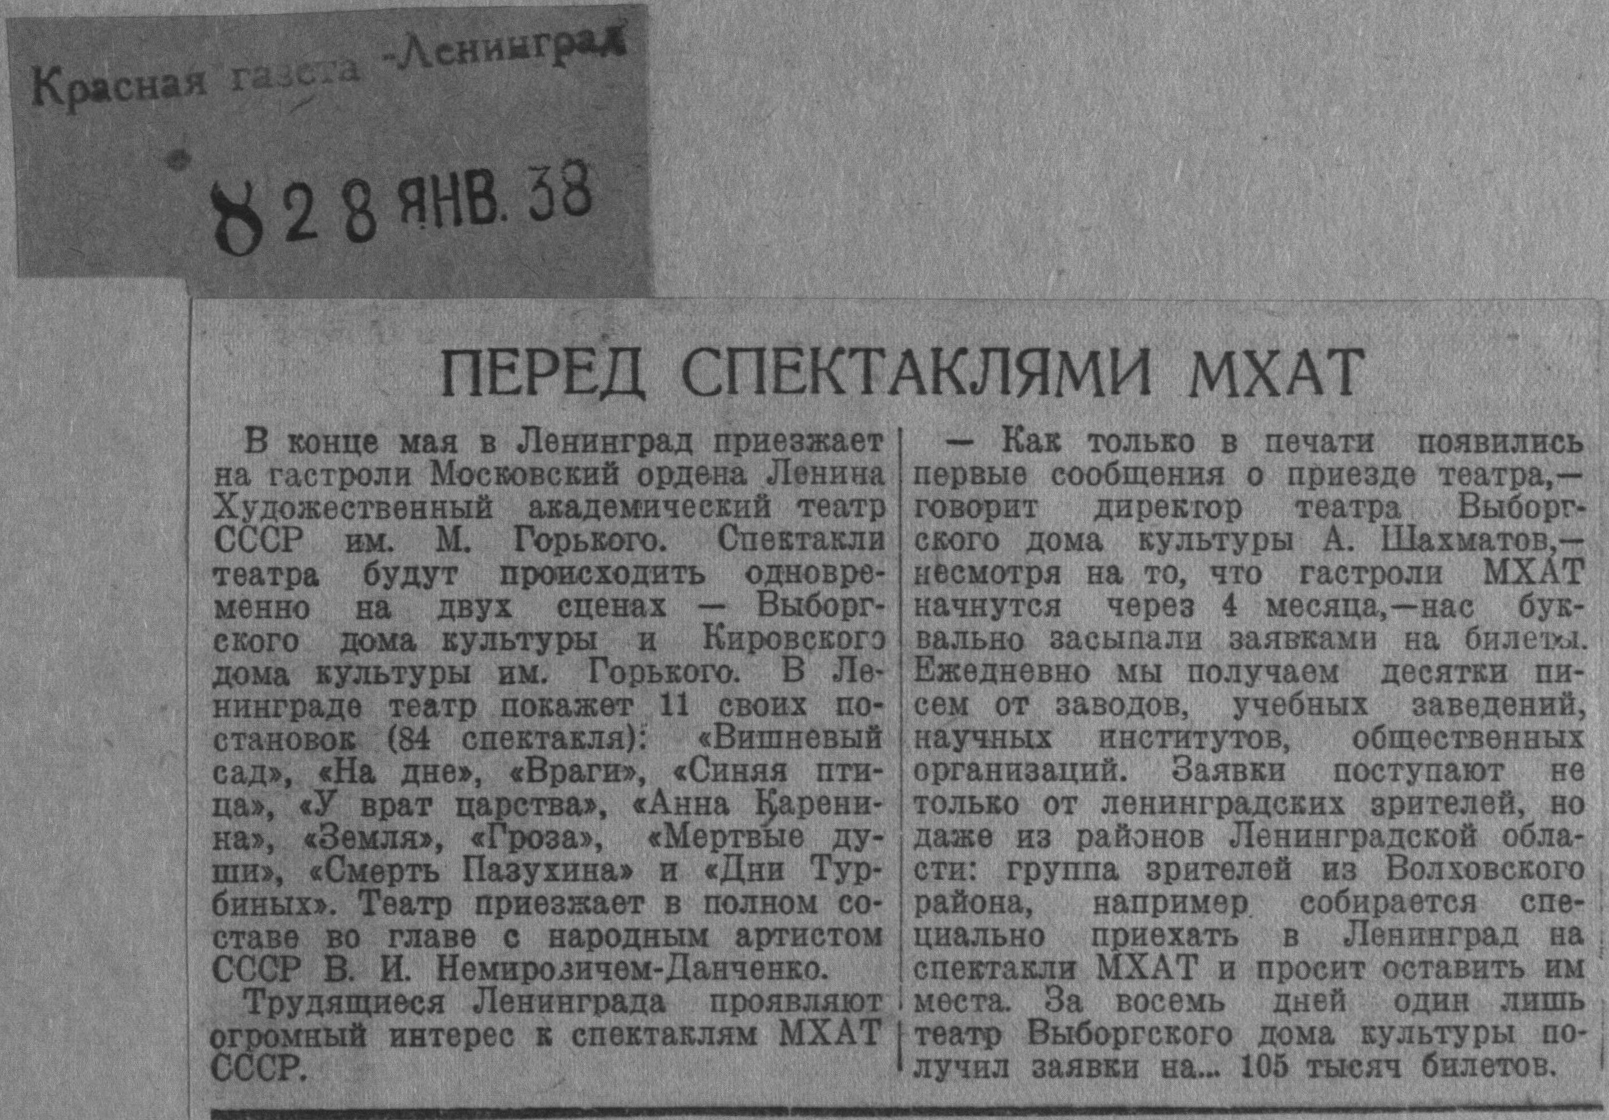 Красная газета -Ленинград
8 28 ЯНВ. 38
ПЕРЕД СПЕКТАКЛЯМИ МХАТ
В конце мая в Ленинград приезжает
на гастроли Московский ордена Ленина
Художественный академический театр
СССР им. М. Горького. Спектакли
театра будут происходить одновре-
менно на двух сценах — Выборг-
ского дома культуры и Кировского
дома культуры им. Горького. В Ле-
нинграде театр покажет 11 своих по-
становок (84 спектакля): «Вишневый
сад», «На дне», «Враги», «Синяя пти-
ца», «У врат царства», «Анна Карени-
на», «Земля», «Гроза», «Мертвые ду-
ши», «Смерть Пазухина» и «Дни Тур-
биных». Театр приезжает в полном со-
ставе во главе с народным артистом
СССР В. И. Немировичем-Данченко.
Трудящиеся Ленинграда проявляют
огромный интерес к спектаклям МХАТ
СССР.
— Как только в печати появились
первые сообщения о приезде театра,—
говорит директор театра Выборг-
ского дома культуры А. Шахматов,—
несмотря на то, что гастроли МХАТ
начнутся через 4 месяца,—нас бук-
вально засыпали заявками на билеты.
Ежедневно мы получаем десятки пи-
сем от заводов, учебных заведений,
научных институтов, общественных
организаций. Заявки поступают не
только от ленинградских зрителей, но
даже из районов Ленинградской обла-
сти: группа зрителей из Волховского
района, например собирается спе-
циально приехать в Ленинград на
спектакли МХАТ и просит оставить им
места. За восемь дней один лишь
театр Выборгского дома культуры по-
лучил заявки на... 105 тысяч билетов.